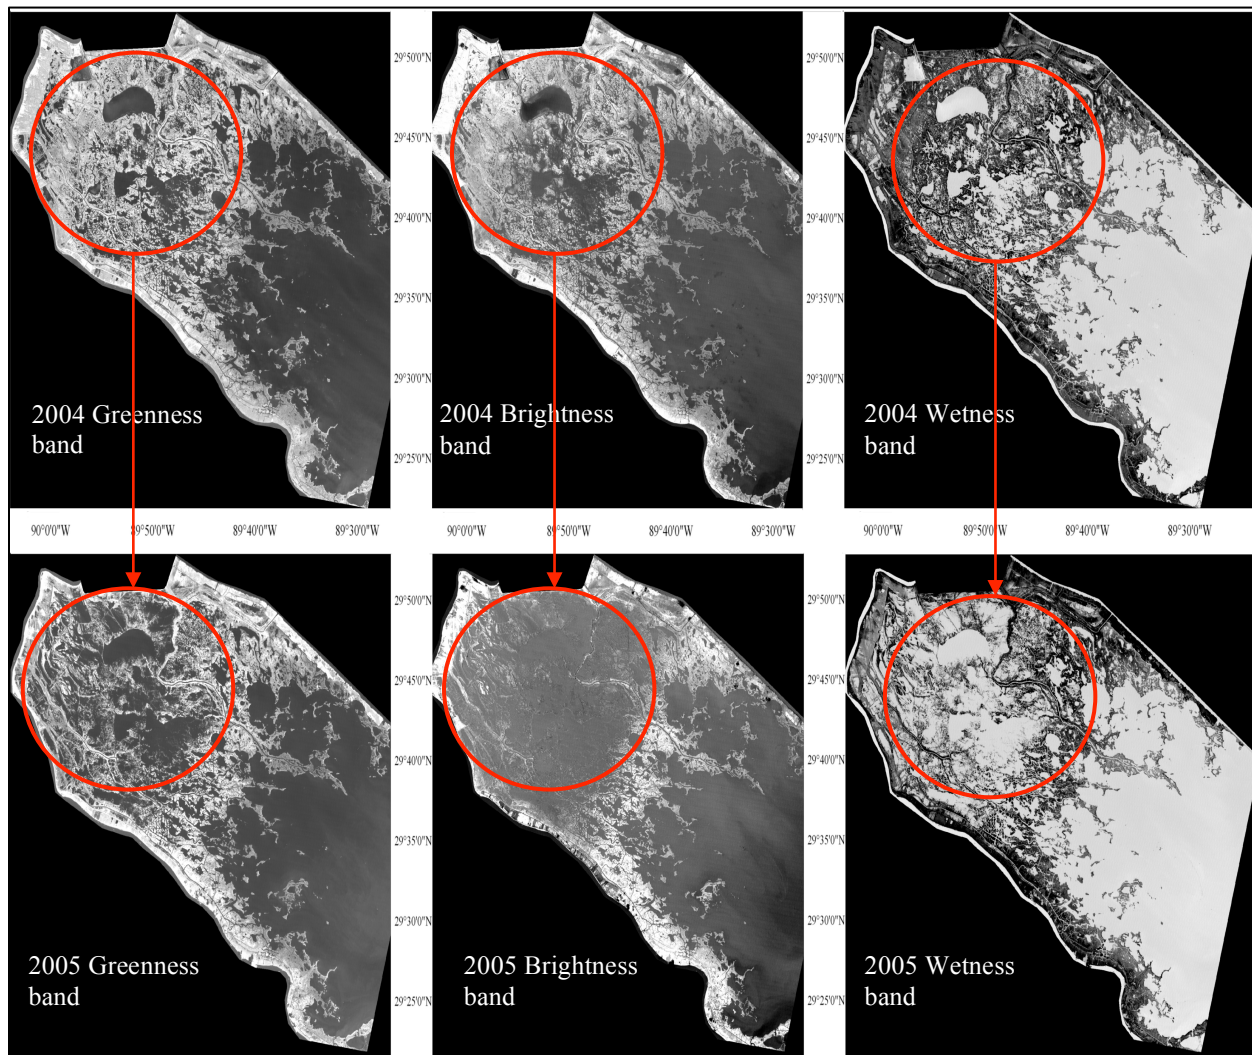 29°50'0"N
29°50'0"N
29°45'0"N
29°45'0"N
29°40'0"N
29°40'0"N
29°35'0"N
29°35'0"N
29°30'0"N
29°30'0"N
2004 Greenness
band
2004 Brightness
band
2004 Wetness
band
29°25'0"N
29°25'0"N
90°0'0"W 89°50'0"W 89°40'0"W 89°30'0"W
90°0'0"W 89°50'0"W 89°40'0"W 89°30'0"W
90°0'0"W 89°50'0"W 89°40'0"W 89°30'0"W
29°50'0"N
29°50'0"N
29°45'0"N
29°45'0"N
29°40'0"N
29°40'0"N
29°35'0"N
29°35'0"N
29°30'0"N
29°30'0"N
2005 Greenness
band
2005 Brightness
band
2005 Wetness
band
29°25'0"N
29°25'0"N